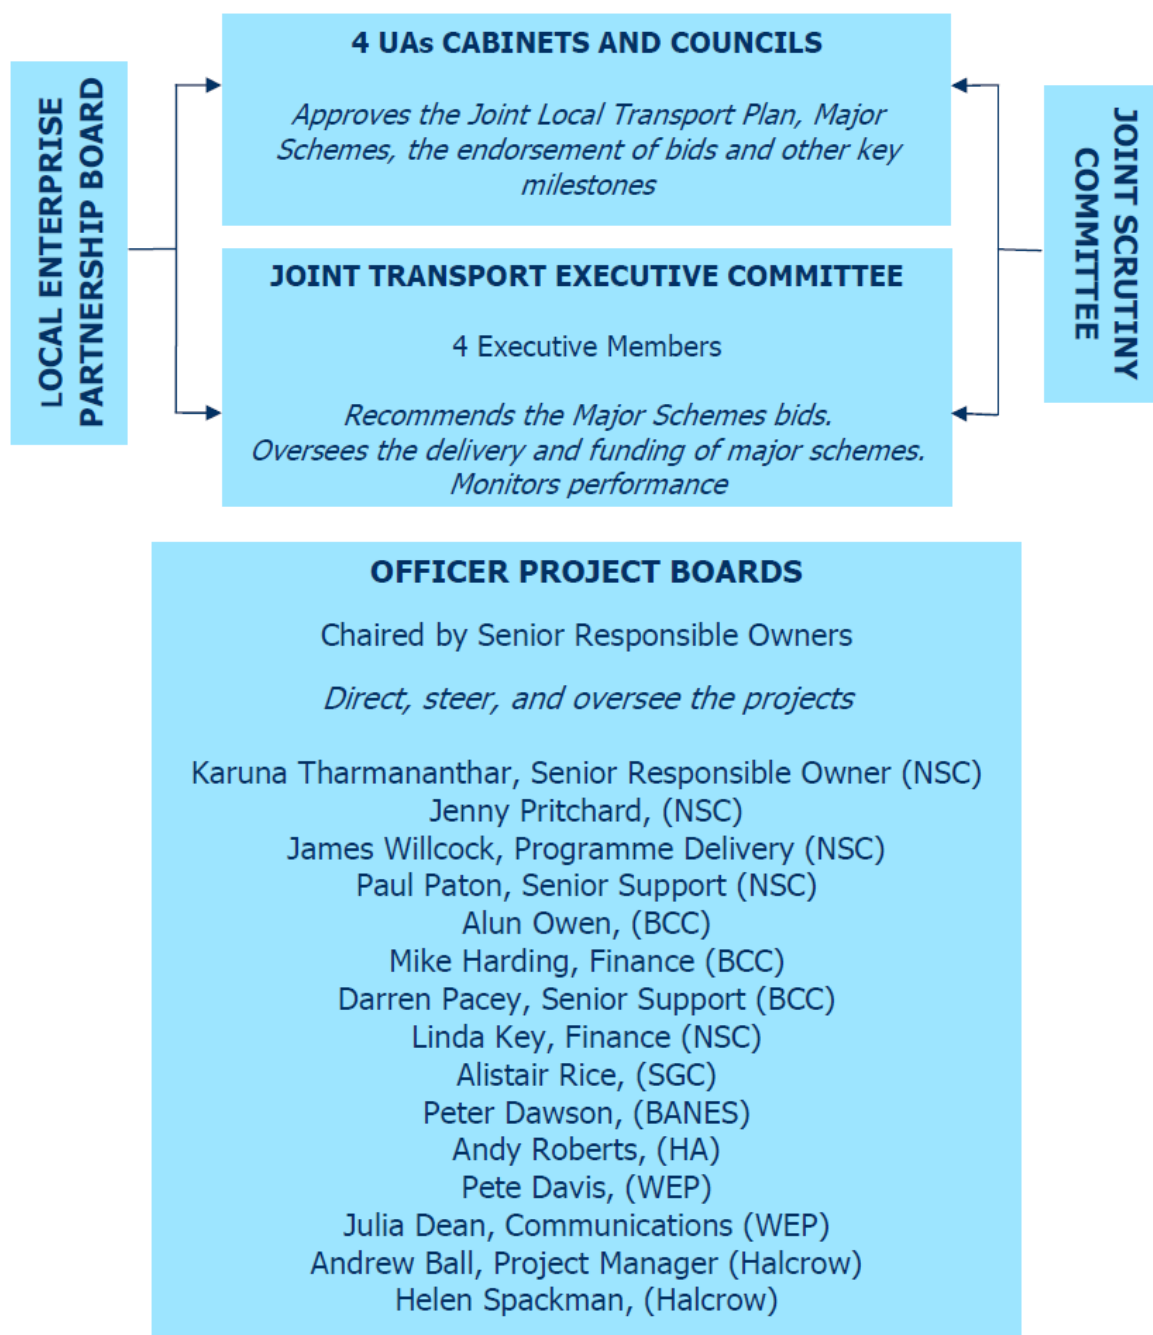 4 UAs CABINETS AND COUNCILS
Approves the Joint Local Transport Plan, Major
Schemes, the endorsement of bids and other key
milestones
LOCAL ENTERPRISE
PARTNERSHIP BOARD
JOINT SCRUTINY
COMMITTEE
JOINT TRANSPORT EXECUTIVE COMMITTEE
4 Executive Members
Recommends the Major Schemes bids.
Oversees the delivery and funding of major schemes.
Monitors performance
OFFICER PROJECT BOARDS
Chaired by Senior Responsible Owners
Direct, steer, and oversee the projects
Karuna Tharmananthar, Senior Responsible Owner (NSC)
Jenny Pritchard, (NSC)
James Willcock, Programme Delivery (NSC)
Paul Paton, Senior Support (NSC)
Alun Owen, (BCC)
Mike Harding, Finance (BCC)
Darren Pacey, Senior Support (BCC)
Linda Key, Finance (NSC)
Alistair Rice, (SGC)
Peter Dawson, (BANES)
Andy Roberts, (HA)
Pete Davis, (WEP)
Julia Dean, Communications (WEP)
Andrew Ball, Project Manager (Halcrow)
Helen Spackman, (Halcrow)